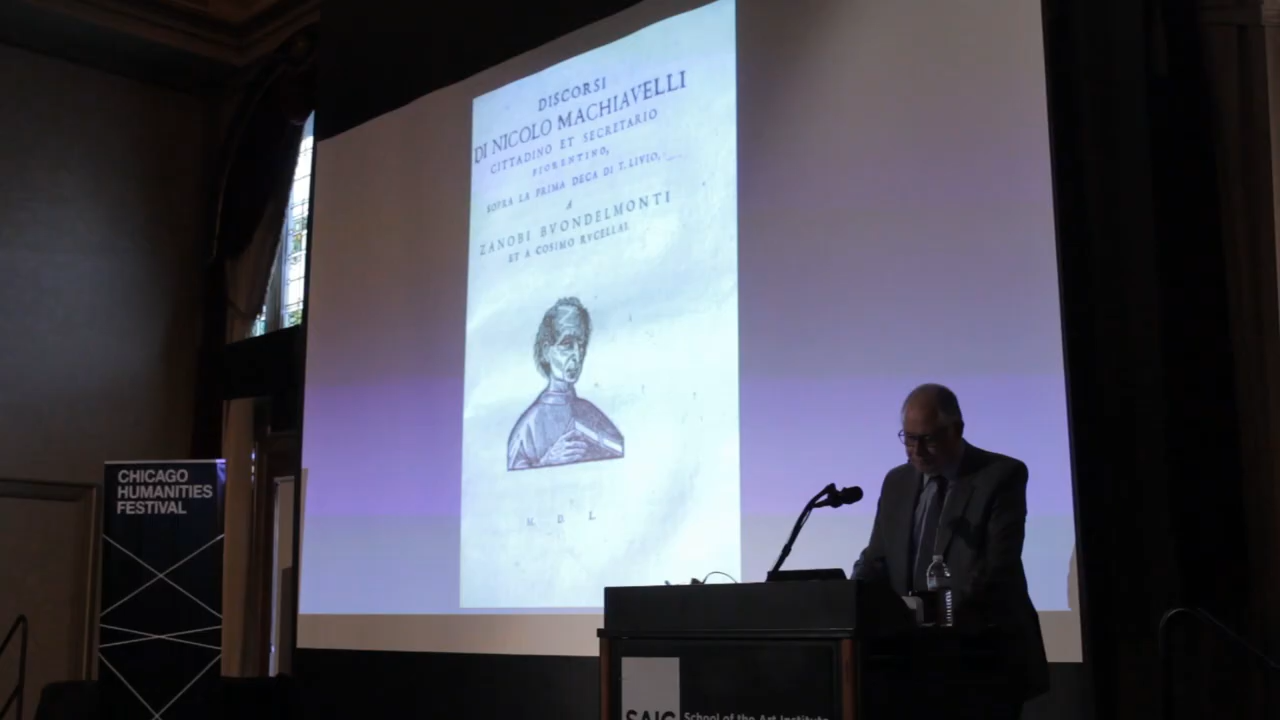 DISCORSI
DI NICOLO MACHIAVELLI
CITTADINO ET SECRETARIO
FIORENTINO,
SOPRA LA PRIMA DECA DI T. LIVIO,
A
ZANOBI BVONDELMONTI
ET A COSIMO RVCELLAI.
M. D. L.
CHICAGO
HUMANITIES
FESTIVAL
SAIC School of the Art Institute